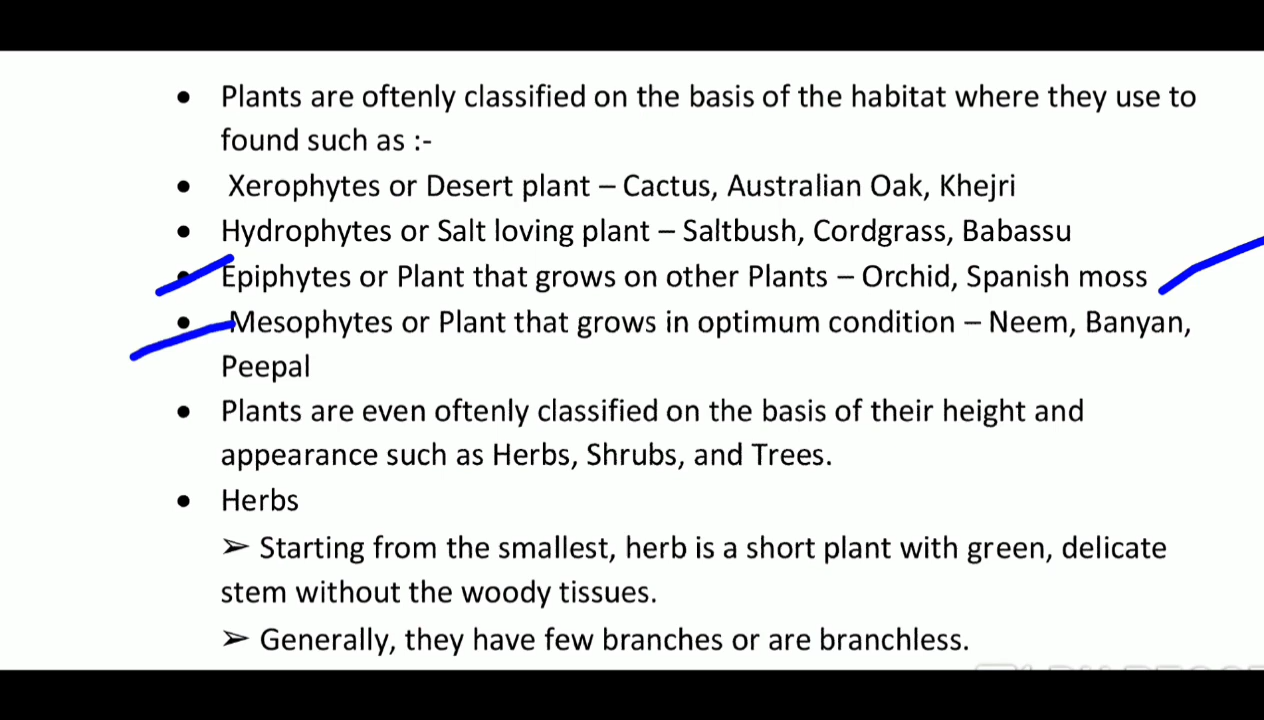 • Plants are oftenly classified on the basis of the habitat where they use to
found such as :-
• Xerophytes or Desert plant – Cactus, Australian Oak, Khejri
• Hydrophytes or Salt loving plant – Saltbush, Cordgrass, Babassu
• Epiphytes or Plant that grows on other Plants – Orchid, Spanish moss
• Mesophytes or Plant that grows in optimum condition – Neem, Banyan,
Peepal
• Plants are even oftenly classified on the basis of their height and
appearance such as Herbs, Shrubs, and Trees.
• Herbs
➢ Starting from the smallest, herb is a short plant with green, delicate
stem without the woody tissues.
➢ Generally, they have few branches or are branchless.